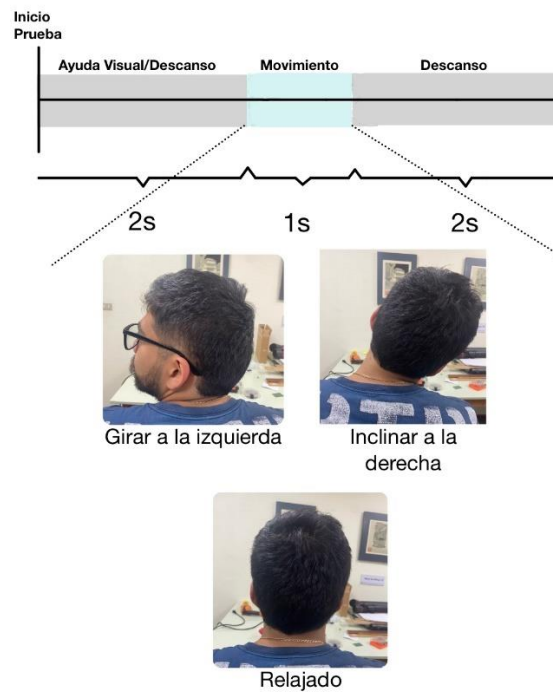 Inicio
Prueba
Ayuda Visual/Descanso
Movimiento
Descanso
2s
1s
2s
Girar a la izquierda
Inclinar a la
derecha
Relajado